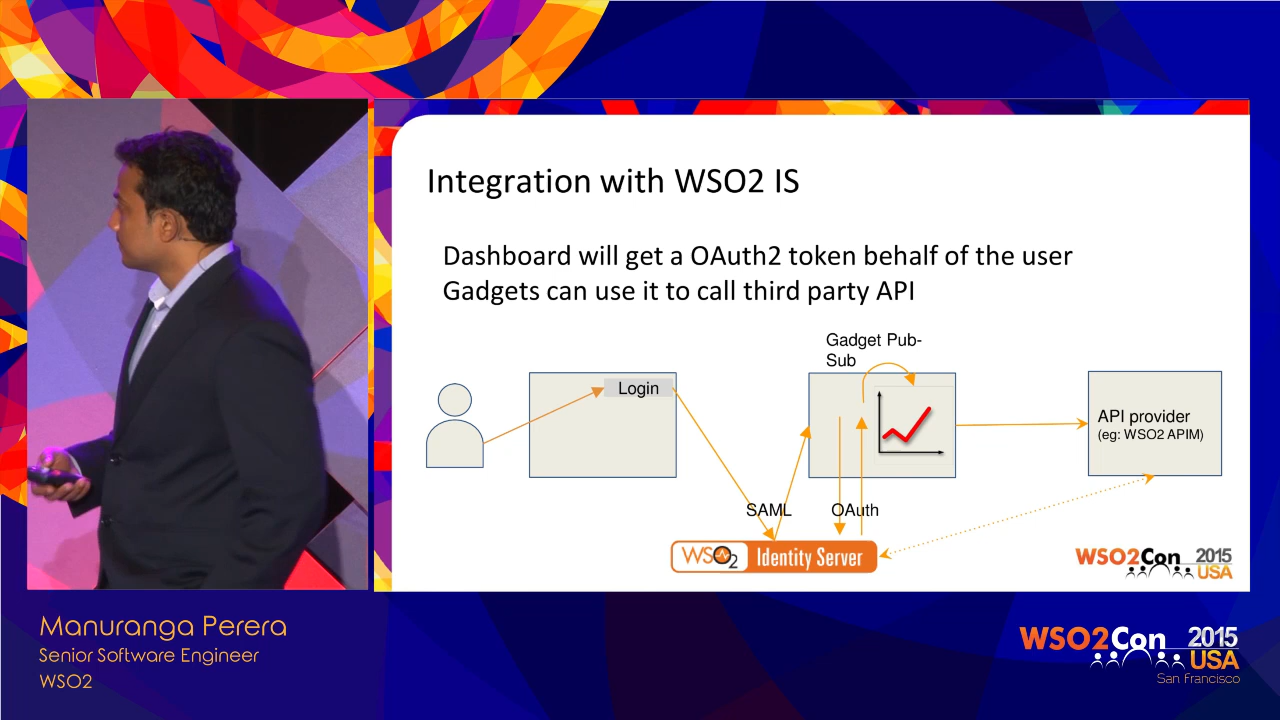 Integration with WSO2 IS
Dashboard will get a OAuth2 token behalf of the user
Gadgets can use it to call third party API
Gadget Pub-
Sub
Login
API provider
(eg: WSO2 APIM)
SAML
OAuth
WSO2 Identity Server
WSO2Con 2015
USA
Manuranga Perera
Senior Software Engineer
WSO2
WSO2Con 2015
USA
San Francisco